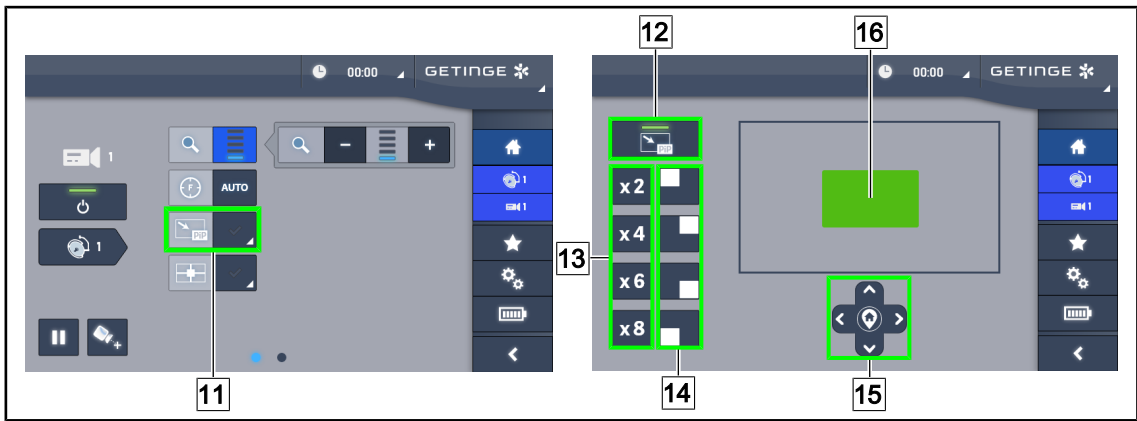 12
16
00:00 GETINGE
00:00 GETINGE
1
- +
PiP
x2
1
1
F AUTO
x4
1
1
PiP
13
1
x6
x8
11
14
15